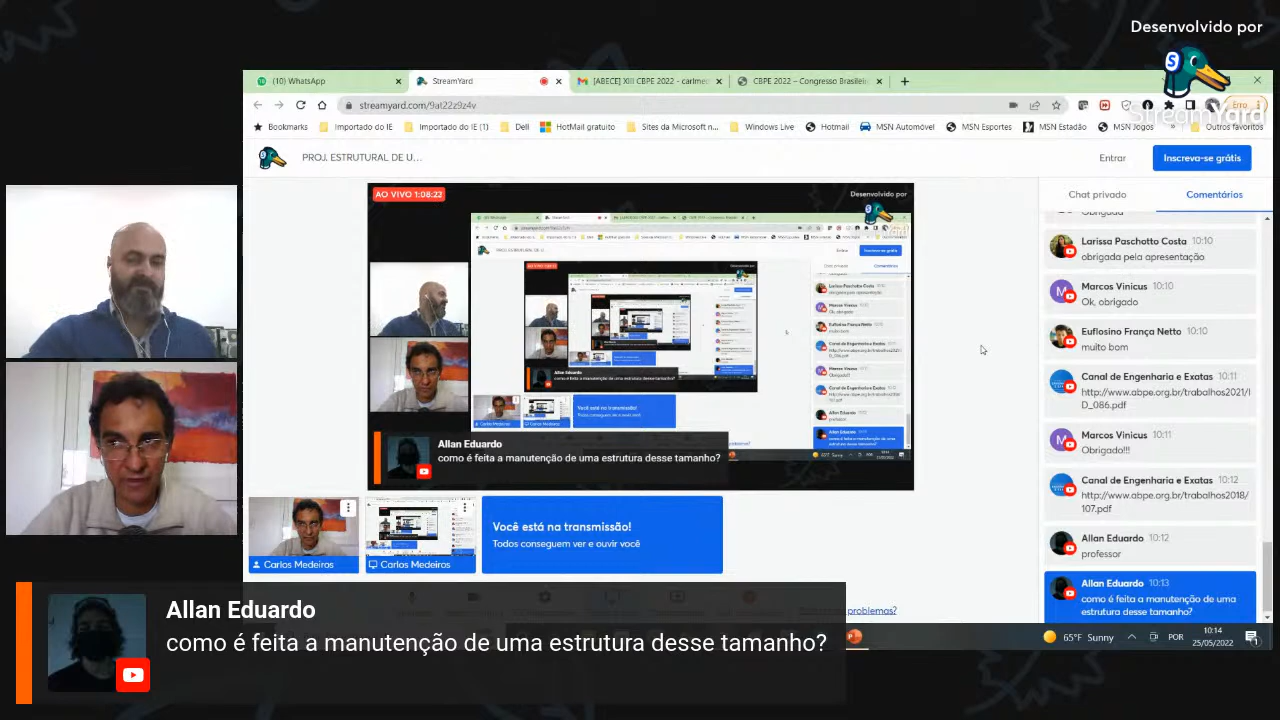 Desenvolvido por
StreamYard
(10) WhatsApp
StreamYard
[ABECE] XIII CBPE 2022 - carlmei
CBPE 2022 – Congresso Brasilei
streamyard.com/9at22z9z4v
Erro
Bookmarks
Importado do IE
Importado do IE (1)
Dell
HotMail gratuito
Sites da Microsoft n...
Windows Live
Hotmail
MSN Automóvel
MSN Esportes
MSN Estadão
MSN Jogos
»
Outros favoritos
PROJ. ESTRUTURAL DE U...
Entrar
Inscreva-se grátis
AO VIVO 1:08:22
Desenvolvido por
Chat privado
Comentários
Obrigada
Larissa Paschotto Costa 10:10
obrigada pela apresentação
Marcos Vinicus 10:10
Ok, obrigado
Euflosino França Netto 10:10
muito bom
Canal de Engenharia e Exatas 10:11
http://www.abpe.org.br/trabalhos2021/I
D_086.pdf
Marcos Vinicus 10:11
Obrigado!!!
Canal de Engenharia e Exatas 10:12
http://www.abpe.org.br/trabalhos2018/
107.pdf
Allan Eduardo 10:12
professor
Allan Eduardo 10:13
como é feita a manutenção de uma
estrutura desse tamanho?
Allan Eduardo
como é feita a manutenção de uma estrutura desse tamanho?
Você está na transmissão!
Todos conseguem ver e ouvir você
Carlos Medeiros
Carlos Medeiros
problemas?
65°F Sunny
POR
10:14
25/05/2022
Allan Eduardo
como é feita a manutenção de uma estrutura desse tamanho?